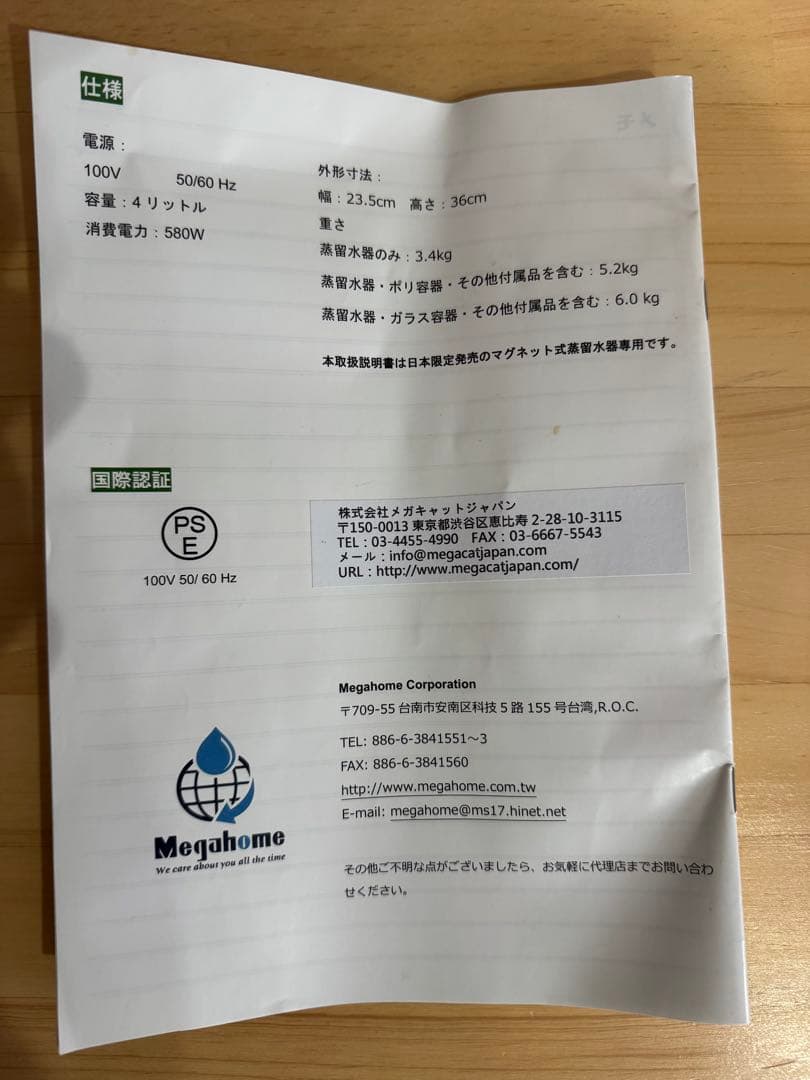 仕様
電源：
100V 50/60 Hz
容量：4 リットル
消費電力：580W
外形寸法：
幅：23.5cm 高さ：36cm
重さ
蒸留水器のみ：3.4kg
蒸留水器・ポリ容器・その他付属品を含む：5.2kg
蒸留水器・ガラス容器・その他付属品を含む：6.0 kg
本取扱説明書は日本限定発売のマグネット式蒸留水器専用です。
国際認証
PS
E
100V 50/ 60 Hz
株式会社メガキャットジャパン
〒150-0013 東京都渋谷区恵比寿 2-28-10-3115
TEL：03-4455-4990 FAX：03-6667-5543
メール：info@megacatjapan.com
URL：http://www.megacatjapan.com/
Megahome Corporation
〒709-55 台南市安南区科技 5 路 155 号台湾,R.O.C.
TEL: 886-6-3841551～3
FAX: 886-6-3841560
http://www.megahome.com.tw
E-mail: megahome@ms17.hinet.net
Megahome
We care about you all the time
その他ご不明な点がございましたら、お気軽に代理店までお問い合わ
せください。